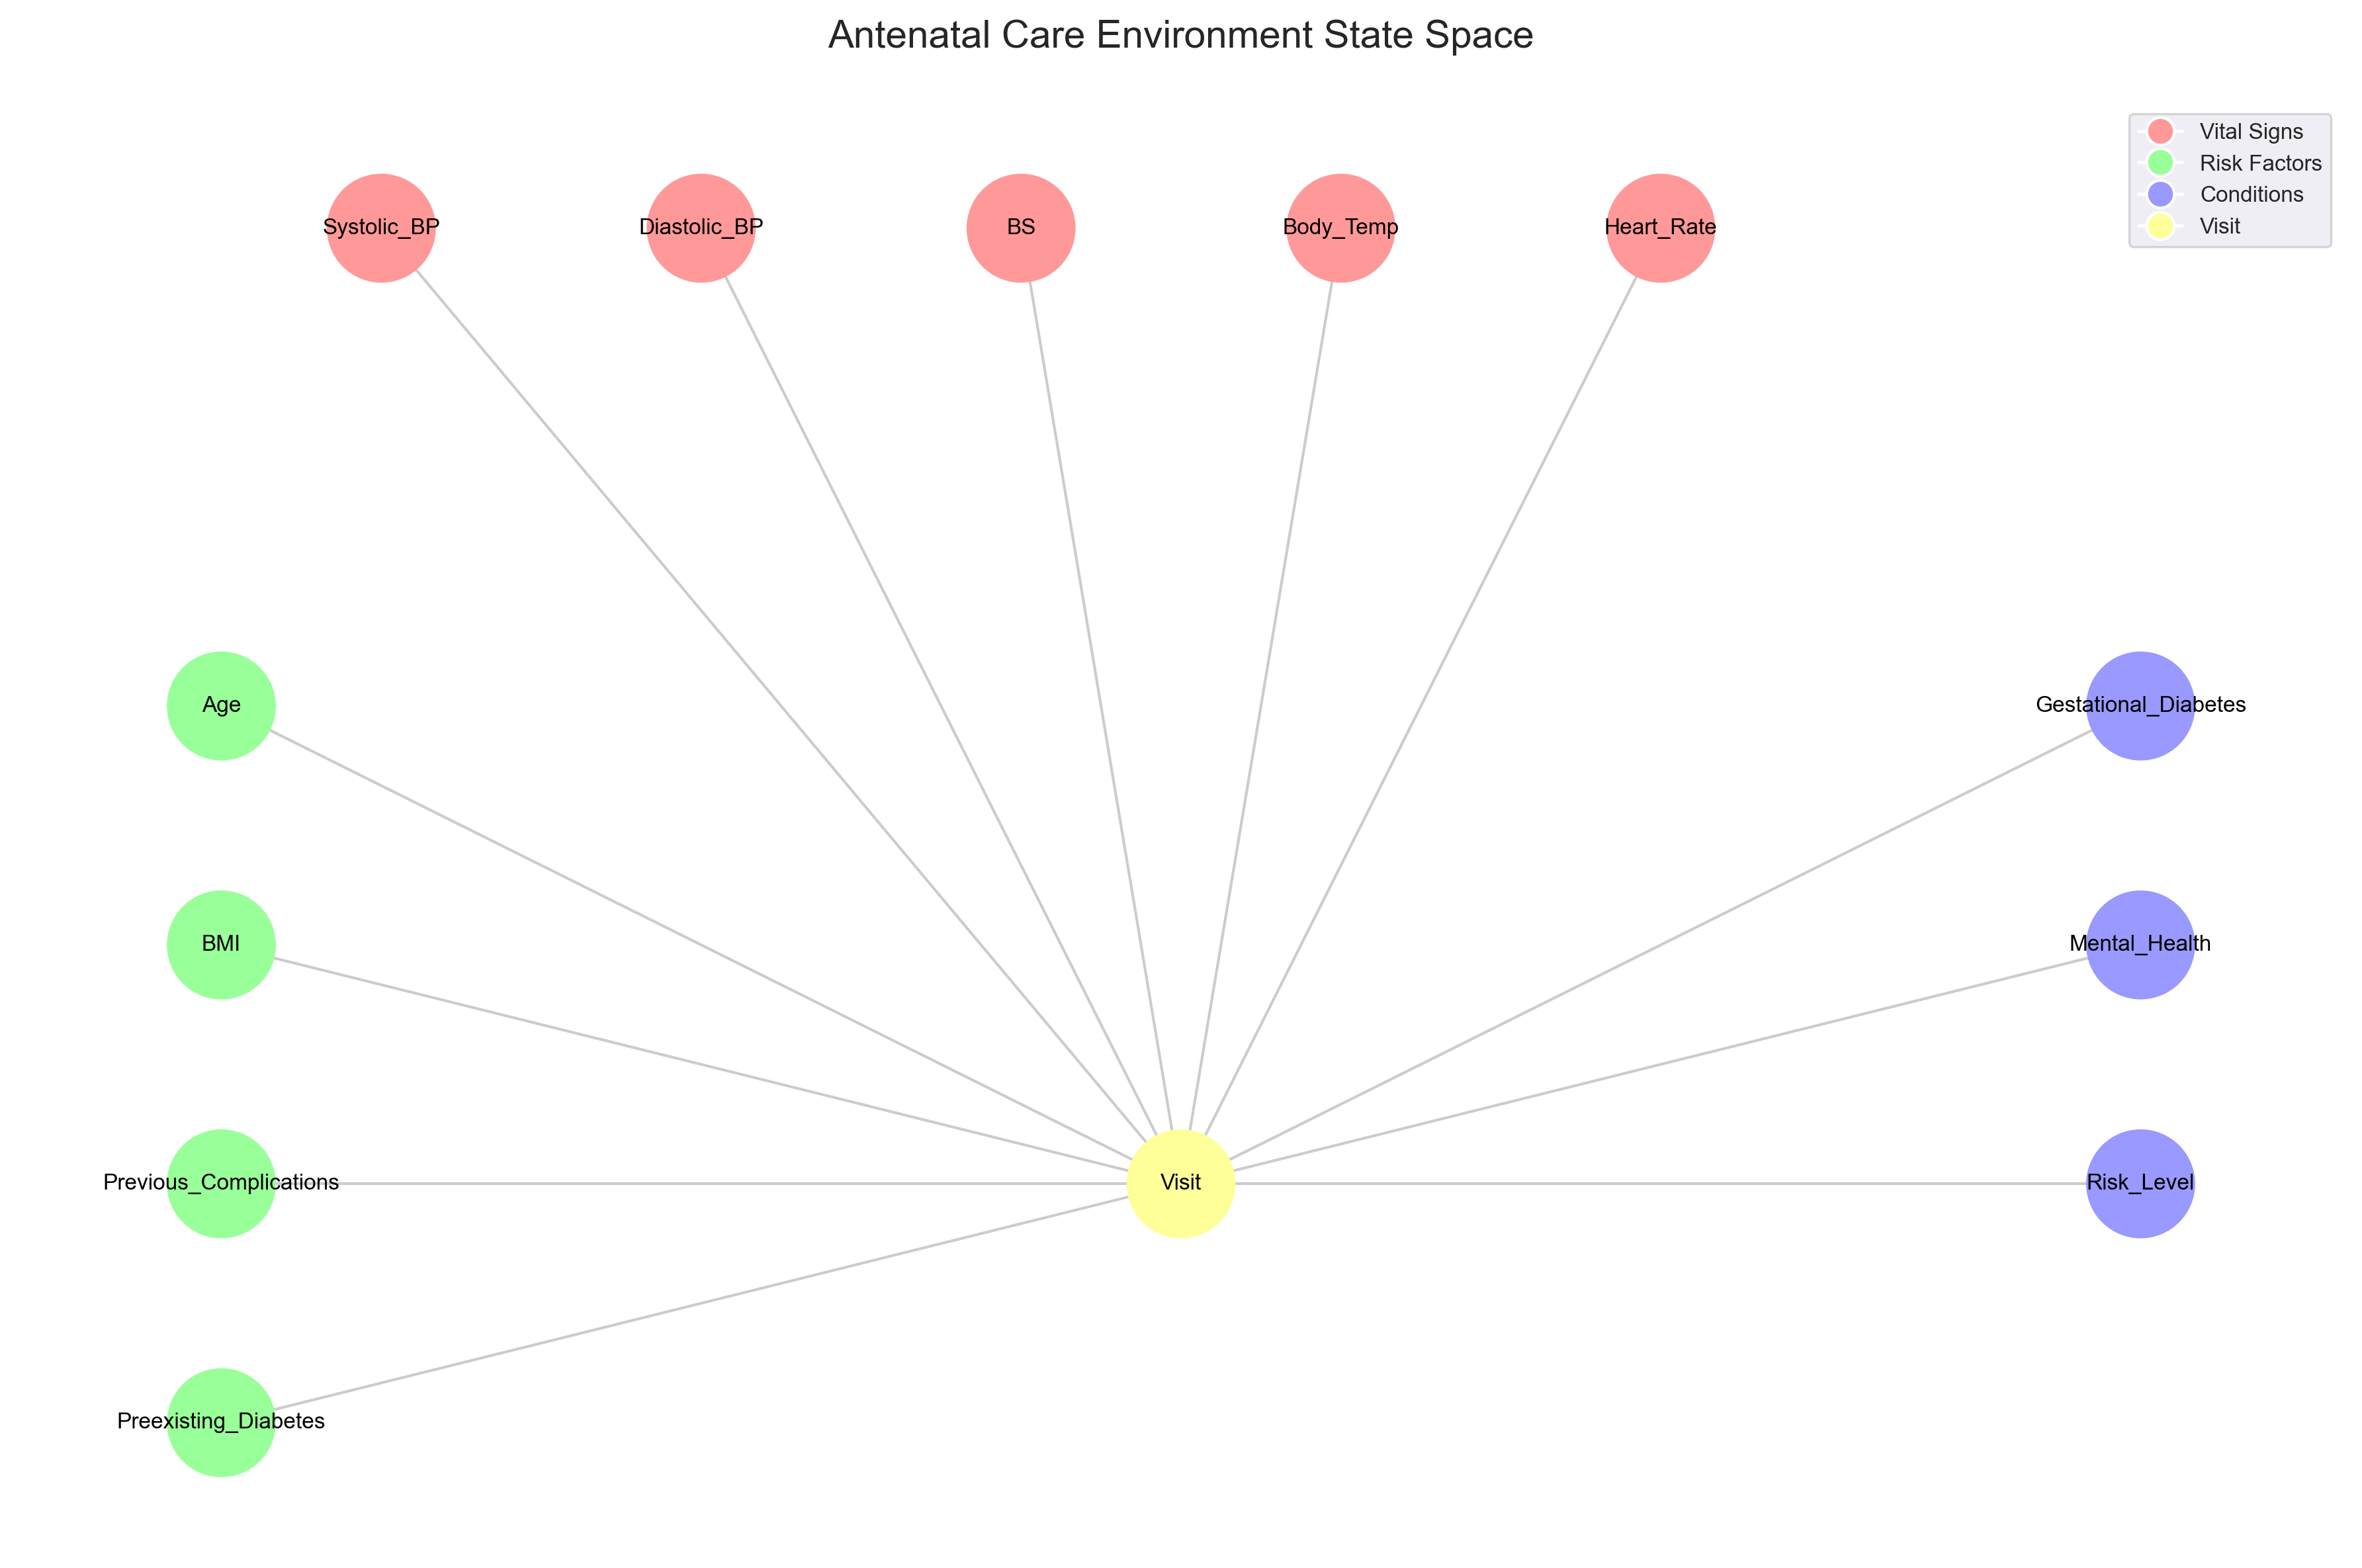 Antenatal Care Environment State Space
Vital Signs
Risk Factors
Conditions
Visit
Systolic_BP
Diastolic_BP
BS
Body_Temp
Heart_Rate
Age
Gestational_Diabetes
BMI
Mental_Health
Previous_Complications
Visit
Risk_Level
Preexisting_Diabetes